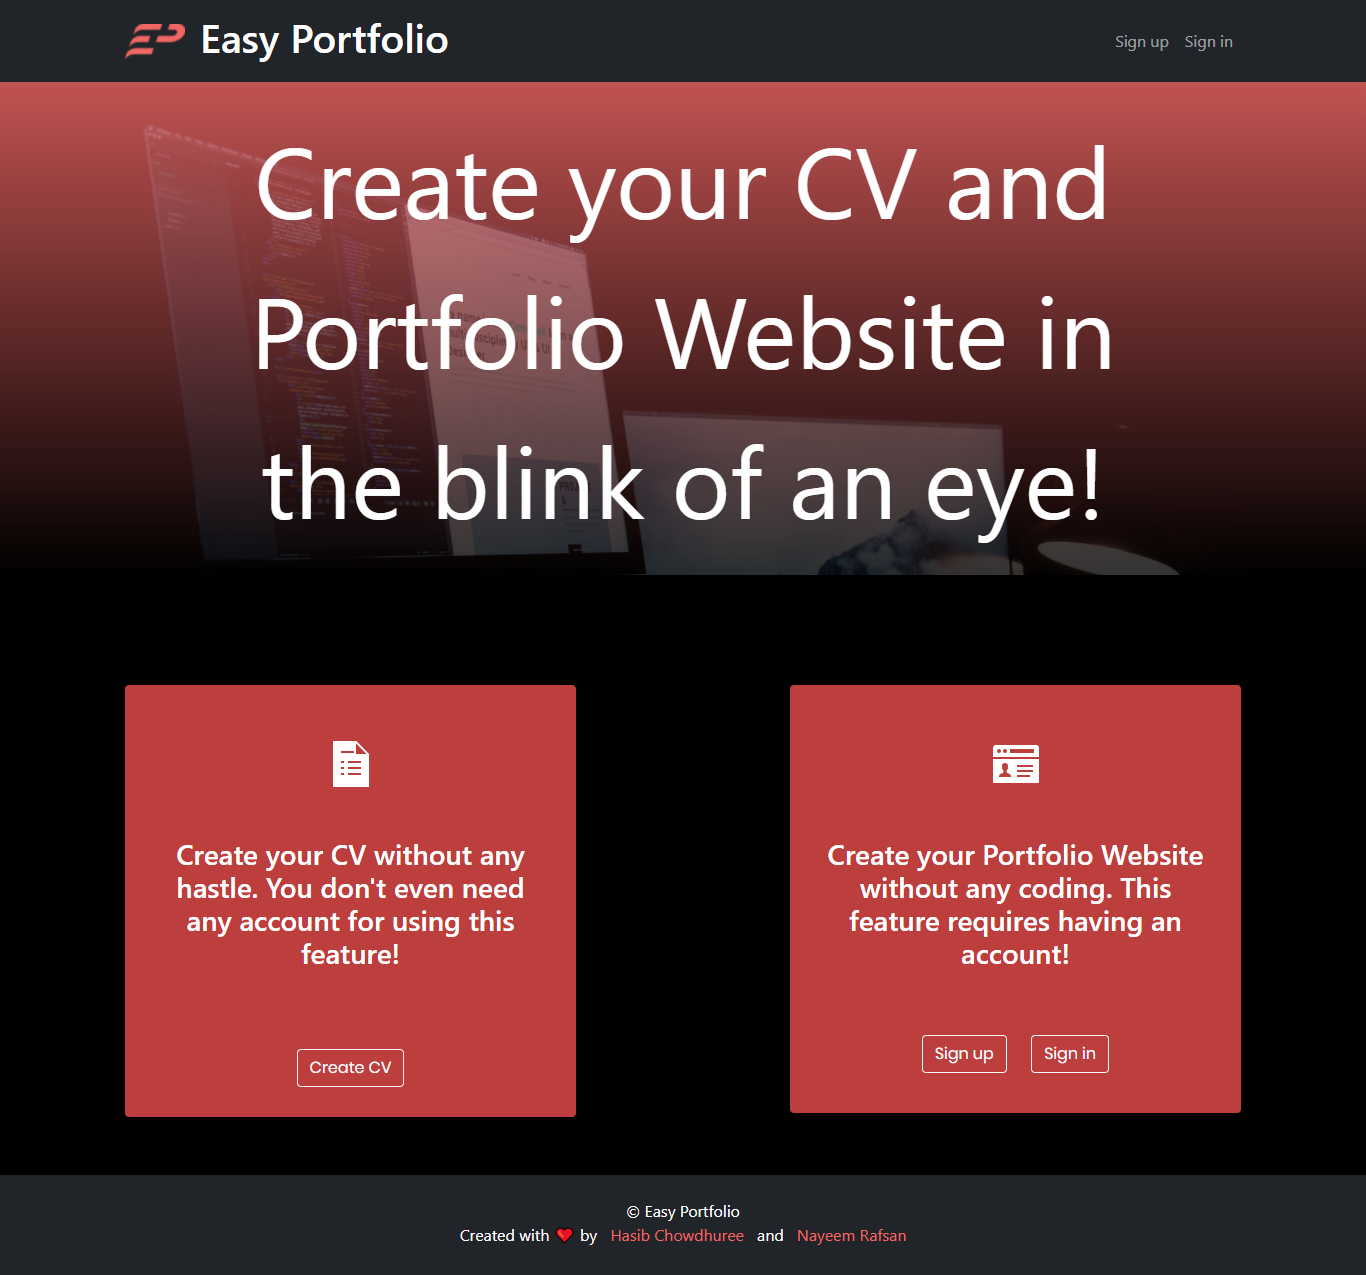 EP Easy Portfolio
Sign up Sign in
Create your CV and
Portfolio Website in
the blink of an eye!
Create your CV without any
hastle. You don't even need
any account for using this
feature!
Create CV
Create your Portfolio Website
without any coding. This
feature requires having an
account!
Sign up Sign in
© Easy Portfolio
Created with ❤ by Hasib Chowdhuree and Nayeem Rafsan